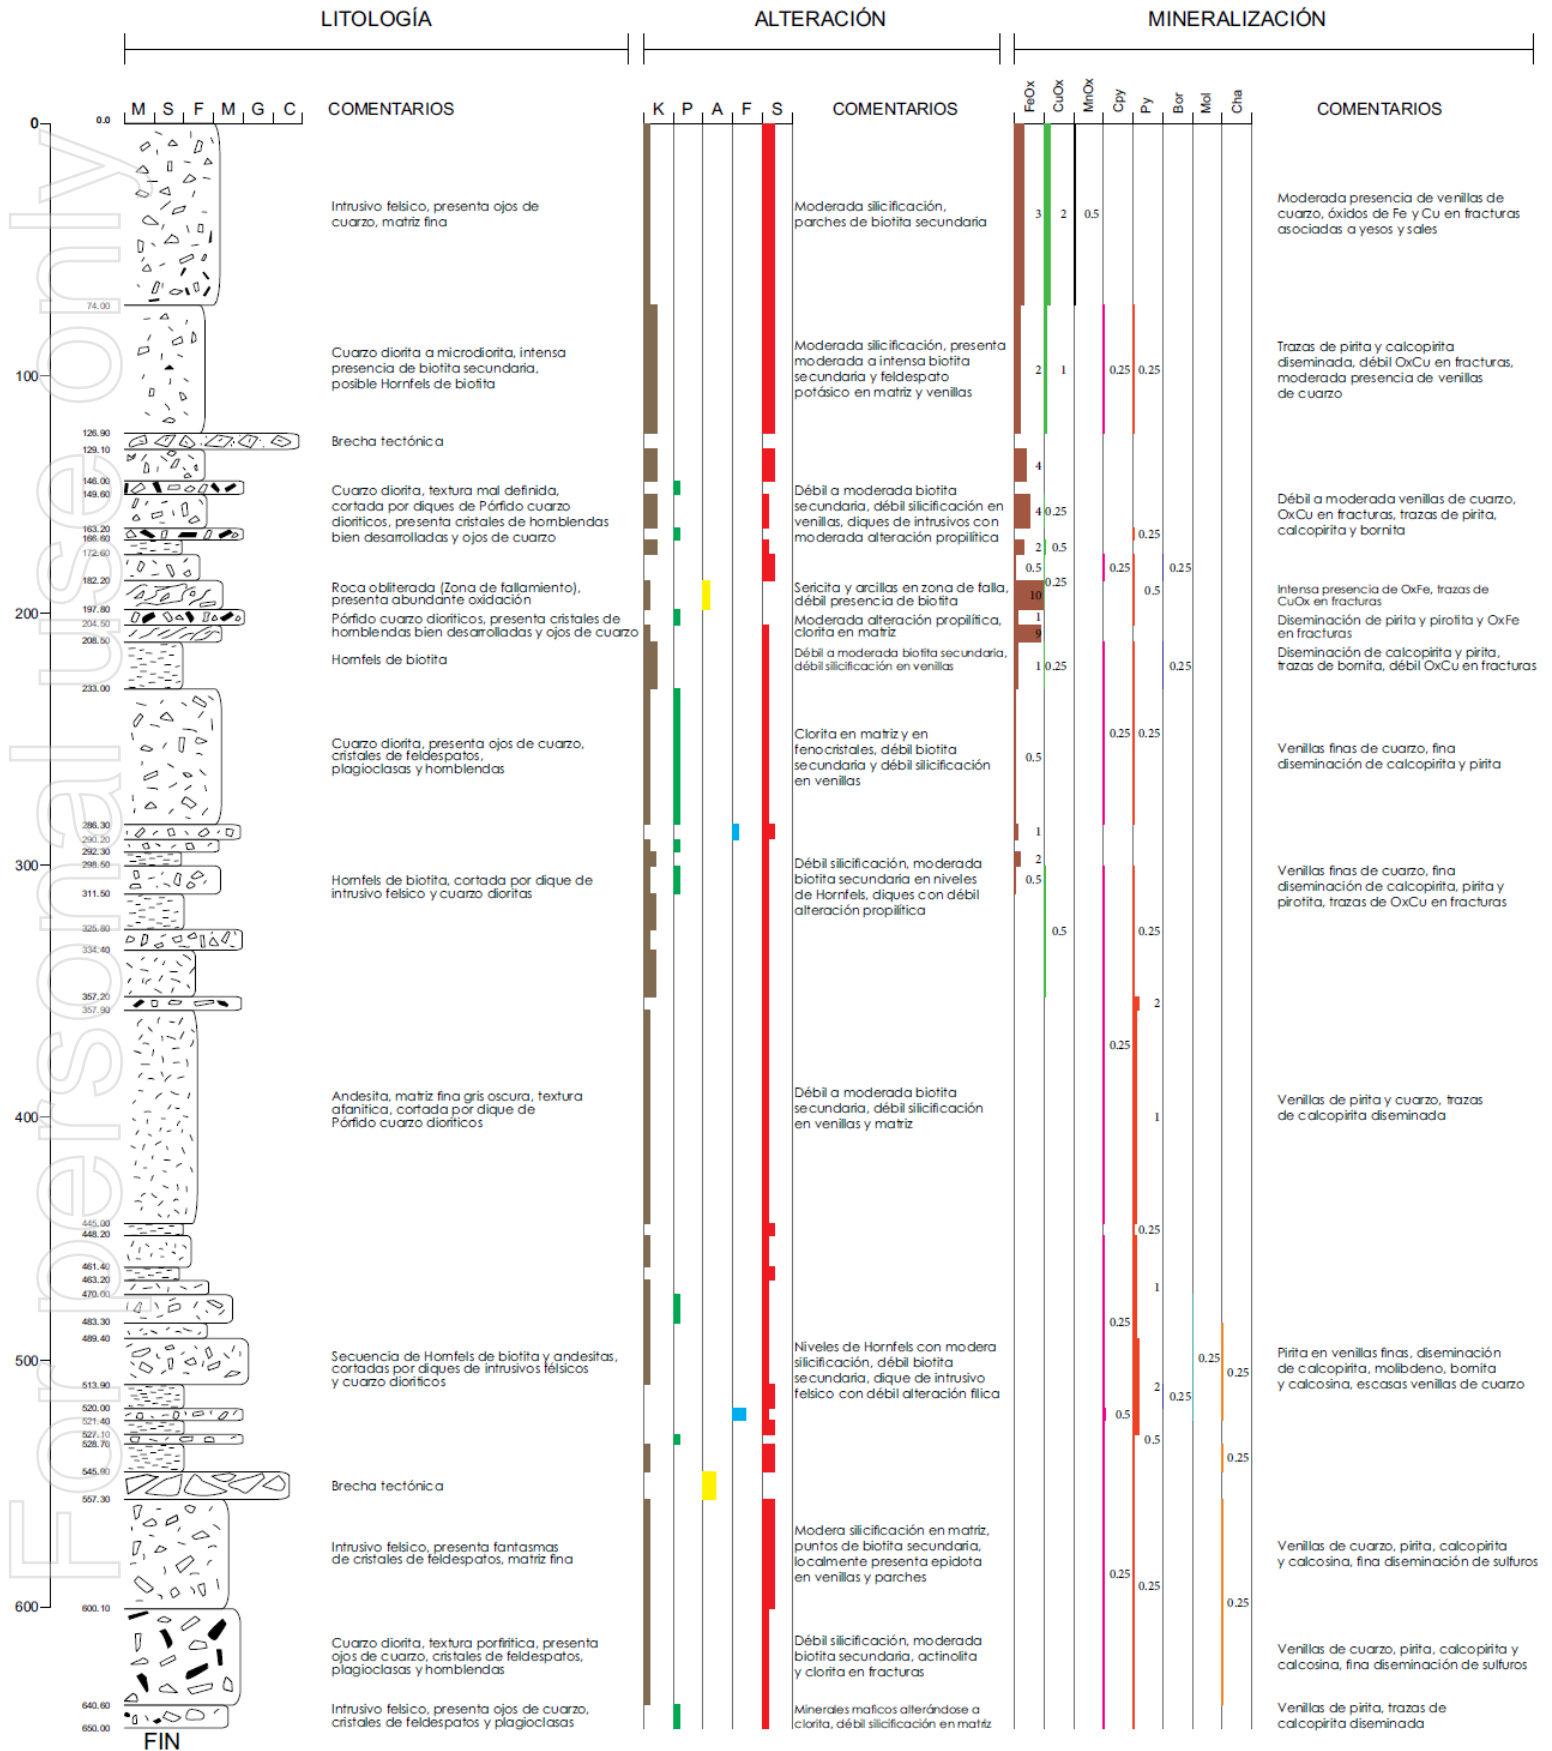 LITOLOGÍA
ALTERACIÓN
MINERALIZACIÓN
M S F M G C
COMENTARIOS
K P A F S
COMENTARIOS
FeOx
CuOx
MnOx
Cpy
Py
Bor
Mol
Cha
COMENTARIOS
For personal use only
0
100
200
300
400
500
600
0.0
74.00
126.90
129.10
146.00
149.60
163.20
166.60
172.60
182.20
197.80
204.50
208.50
233.00
286.30
290.20
292.30
298.50
311.50
325.80
334.40
357.20
357.90
445.00
448.20
461.40
463.20
470.00
483.30
489.40
513.90
520.00
521.40
527.10
528.70
545.90
557.30
600.10
640.60
650.00
FIN
Intrusivo felsico, presenta ojos de
cuarzo, matriz fina
Cuarzo diorita a microdiorita, intensa
presencia de biotita secundaria,
posible Hornfels de biotita
Brecha tectónica
Cuarzo diorita, textura mal definida,
cortada por diques de Pórfido cuarzo
dioriticos, presenta cristales de hornblendas
bien desarrolladas y ojos de cuarzo
Roca obliterada (Zona de fallamiento),
presenta abundante oxidación
Pórfido cuarzo dioriticos, presenta cristales de
hornblendas bien desarrolladas y ojos de cuarzo
Hornfels de biotita
Cuarzo diorita, presenta ojos de cuarzo,
cristales de feldespatos,
plagioclasas y hornblendas
Hornfels de biotita, cortada por dique de
intrusivo felsico y cuarzo dioritas
Andesita, matriz fina gris oscura, textura
afanitica, cortada por dique de
Pórfido cuarzo dioriticos
Secuencia de Hornfels de biotita y andesitas,
cortadas por diques de intrusivos félsicos
y cuarzo dioriticos
Brecha tectónica
Intrusivo felsico, presenta fantasmas
de cristales de feldespatos, matriz fina
Cuarzo diorita, textura porfiritica, presenta
ojos de cuarzo, cristales de feldespatos,
plagioclasas y hornblendas
Intrusivo felsico, presenta ojos de cuarzo,
cristales de feldespatos y plagioclasas
Moderada silicificación,
parches de biotita secundaria
Moderada silicificación, presenta
moderada a intensa biotita
secundaria y feldespato
potásico en matriz y venillas
Débil a moderada biotita
secundaria, débil silicificación en
venillas, diques de intrusivos con
moderada alteración propilítica
Sericita y arcillas en zona de falla,
débil presencia de biotita
Moderada alteración propilítica,
clorita en matriz
Débil a moderada biotita secundaria,
débil silicificación en venillas
Clorita en matriz y en
fenocristales, débil biotita
secundaria y débil silicificación
en venillas
Débil silicificación, moderada
biotita secundaria en niveles
de Hornfels, diques con débil
alteración propilítica
Débil a moderada biotita
secundaria, débil silicificación
en venillas y matriz
Niveles de Hornfels con modera
silicificación, débil biotita
secundaria, dique de intrusivo
felsico con débil alteración filica
Modera silicificación en matriz,
puntos de biotita secundaria,
localmente presenta epidota
en venillas y parches
Débil silicificación, moderada
biotita secundaria, actinolita
y clorita en fracturas
Minerales maficos alterándose a
clorita, débil silicificación en matriz
3 2 0.5
2 1 0.25 0.25
4
4 0.25
0.25
2 0.5
0.5 0.25 0.25
0.25
0.5
10
1
9
1 0.25 0.25
0.25 0.25
0.5
1
2
0.5
0.5 0.25
2
0.25
1
0.25
1
0.25
0.25
0.25
2
0.25
0.5
0.5
0.25
0.25
0.25
0.25
Moderada presencia de venillas de
cuarzo, óxidos de Fe y Cu en fracturas
asociadas a yesos y sales
Trazas de pirita y calcopirita
diseminada, débil OxCu en fracturas,
moderada presencia de venillas
de cuarzo
Débil a moderada venillas de cuarzo,
OxCu en fracturas, trazas de pirita,
calcopirita y bornita
Intensa presencia de OxFe, trazas de
CuOx en fracturas
Diseminación de pirita y pirotita y OxFe
en fracturas
Diseminación de calcopirita y pirita,
trazas de bornita, débil OxCu en fracturas
Venillas finas de cuarzo, fina
diseminación de calcopirita y pirita
Venillas finas de cuarzo, fina
diseminación de calcopirita, pirita y
pirotita, trazas de OxCu en fracturas
Venillas de pirita y cuarzo, trazas
de calcopirita diseminada
Pirita en venillas finas, diseminación
de calcopirita, molibdeno, bornita
y calcosina, escasas venillas de cuarzo
Venillas de cuarzo, pirita, calcopirita
y calcosina, fina diseminación de sulfuros
Venillas de cuarzo, pirita, calcopirita y
calcosina, fina diseminación de sulfuros
Venillas de pirita, trazas de
calcopirita diseminada